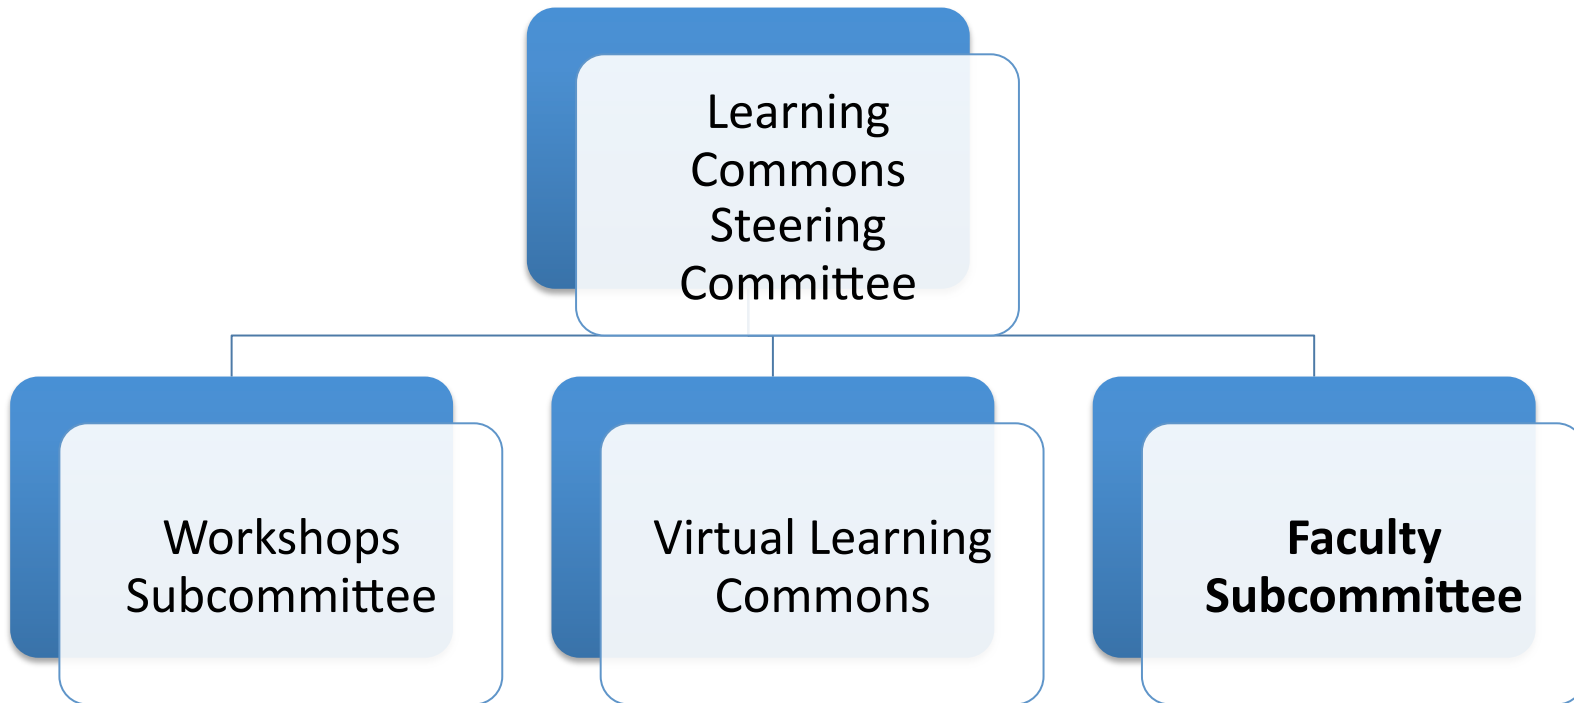 Learning
Commons
Steering
Committee
Workshops
Subcommittee
Virtual Learning
Commons
Faculty
Subcommittee